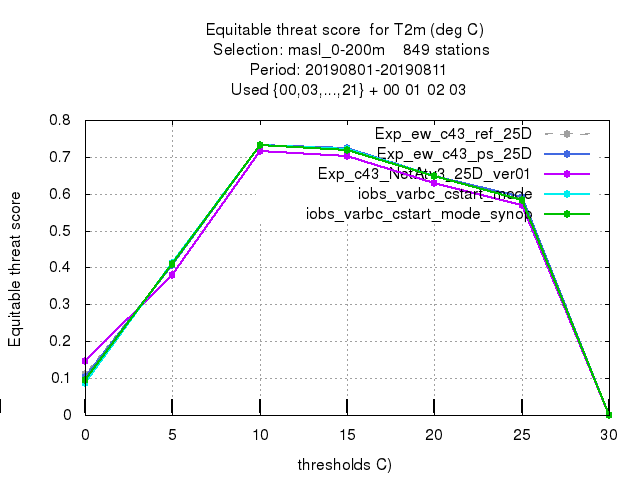 Equitable threat score for T2m (deg C)
Selection: masl_0-200m 849 stations
Period: 20190801-20190811
Used {00,03,...,21} + 00 01 02 03
Equitable threat score
0.8
0.7
0.6
0.5
0.4
0.3
0.2
0.1
0
Exp_ew_c43_ref_25D
Exp_ew_c43_ps_25D
Exp_c43_NetAtv3_25D_ver01
iobs_varbc_cstart_mode
iobs_varbc_cstart_mode_synop
0 5 10 15 20 25 30
thresholds C)